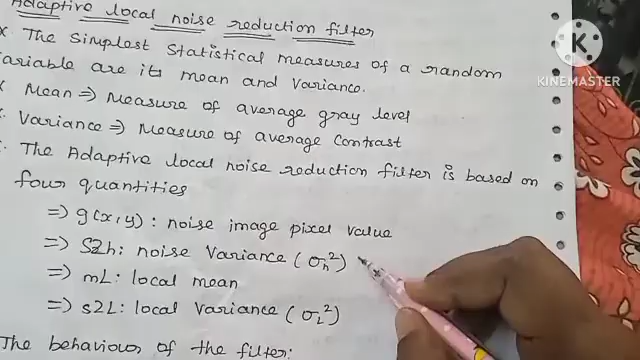 Adaptive local noise reduction filter
x. The Simplest Statistical measures of a random
variable are its mean and variance.
x Mean => Measure of average gray level
x. Variance => Measure of average Contrast
x. The Adaptive local noise reduction filter is based on
four quantities
=> g(x,y): noise image pixel value
=> S2h: noise Variance (σn²)
=> mL: local mean
=> s2L: local Variance (σL²)
The behaviour of the filter:
K
KINEMASTER